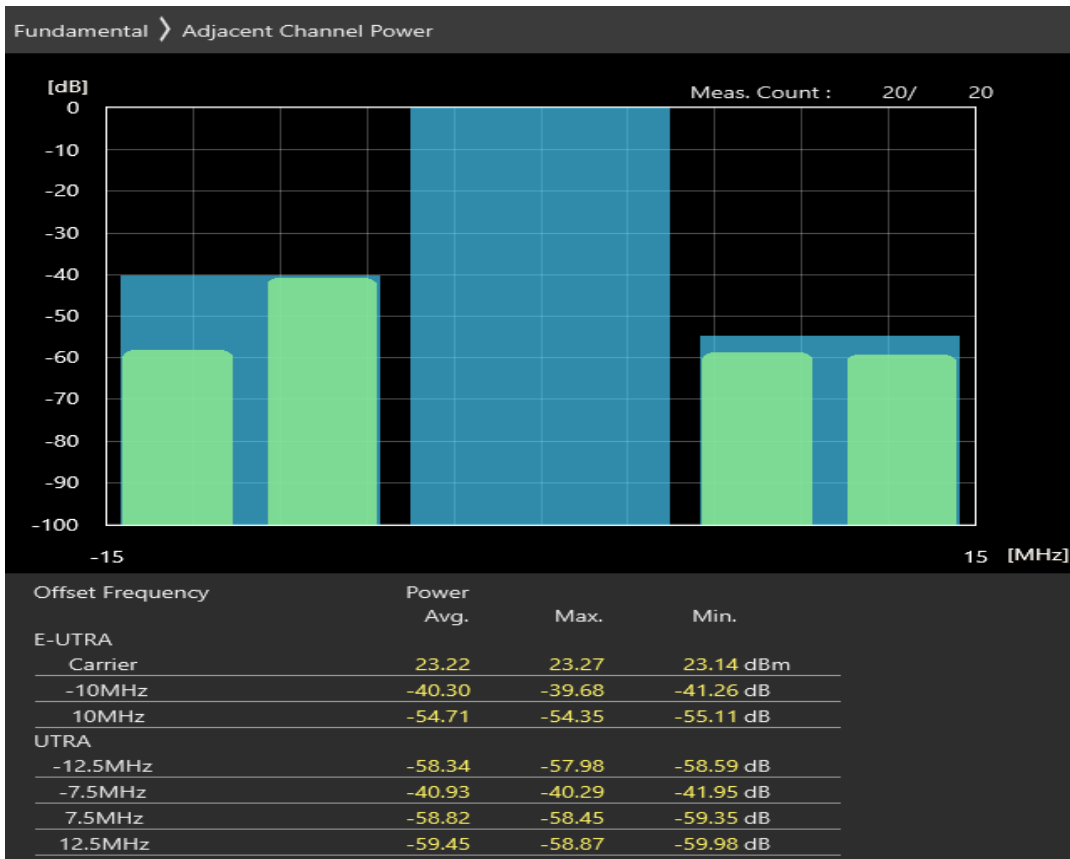 Fundamental 〉 Adjacent Channel Power
[dB]
Meas. Count : 20/ 20
0
-10
-20
-30
-40
-50
-60
-70
-80
-90
-100
-15 15 [MHz]
Offset Frequency Power
Avg. Max. Min.
E-UTRA
Carrier 23.22 23.27 23.14 dBm
-10MHz -40.30 -39.68 -41.26 dB
10MHz -54.71 -54.35 -55.11 dB
UTRA
-12.5MHz -58.34 -57.98 -58.59 dB
-7.5MHz -40.93 -40.29 -41.95 dB
7.5MHz -58.82 -58.45 -59.35 dB
12.5MHz -59.45 -58.87 -59.98 dB